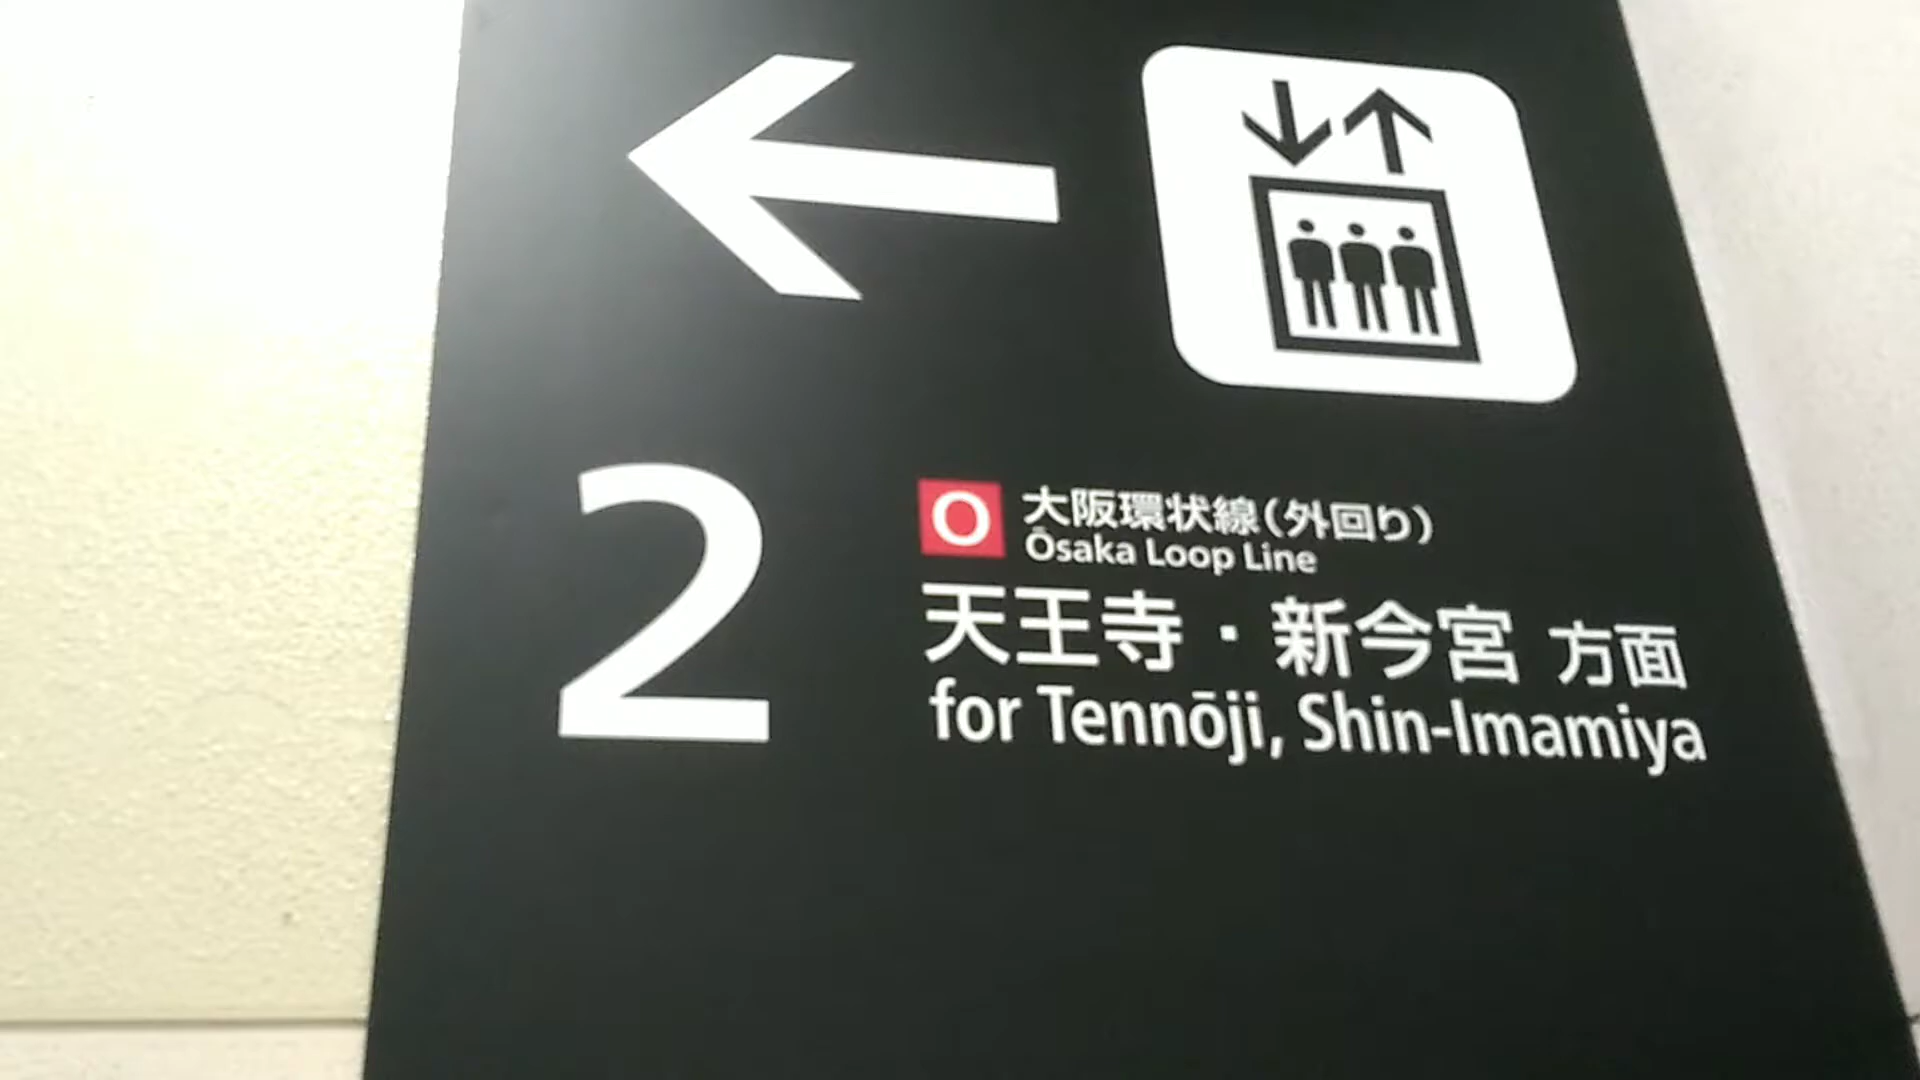 2
O 大阪環状線(外回り)
Ōsaka Loop Line
天王寺・新今宮 方面
for Tennōji, Shin-Imamiya